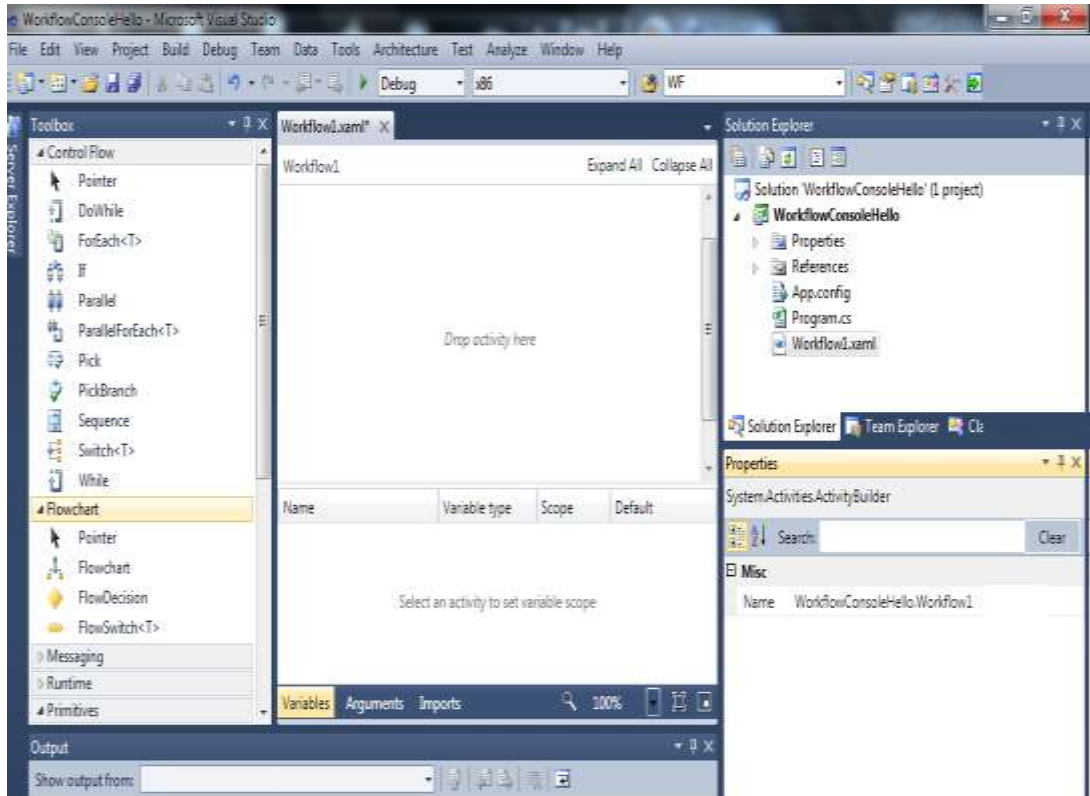 WorkflowConsoleHello - Microsoft Visual Studio
File Edit View Project Build Debug Team Data Tools Architecture Test Analyze Window Help
Debug x86 WF
Server Explorer
Toolbox
Control Flow
Pointer
DoWhile
ForEach<T>
If
Parallel
ParallelForEach<T>
Pick
PickBranch
Sequence
Switch<T>
While
Flowchart
Pointer
Flowchart
FlowDecision
FlowSwitch<T>
Messaging
Runtime
Primitives
Workflow1.xaml* X
Workflow1 Expand All Collapse All
Drop activity here
Name Variable type Scope Default
Select an activity to set variable scope
Variables Arguments Imports 100%
Solution Explorer
Solution 'WorkflowConsoleHello' (1 project)
WorkflowConsoleHello
Properties
References
App.config
Program.cs
Workflow1.xaml
Solution Explorer Team Explorer Cla
Properties
System.Activities.ActivityBuilder
Search: Clear
Misc
Name WorkflowConsoleHello.Workflow1
Output
Show output from: